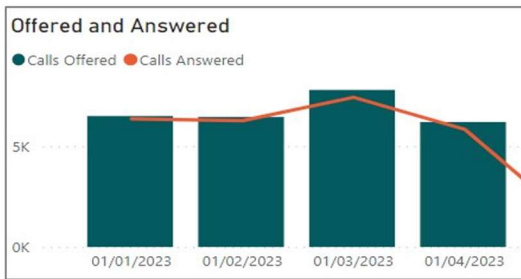 Offered and Answered
Calls Offered Calls Answered
5K
0K
01/01/2023 01/02/2023 01/03/2023 01/04/2023